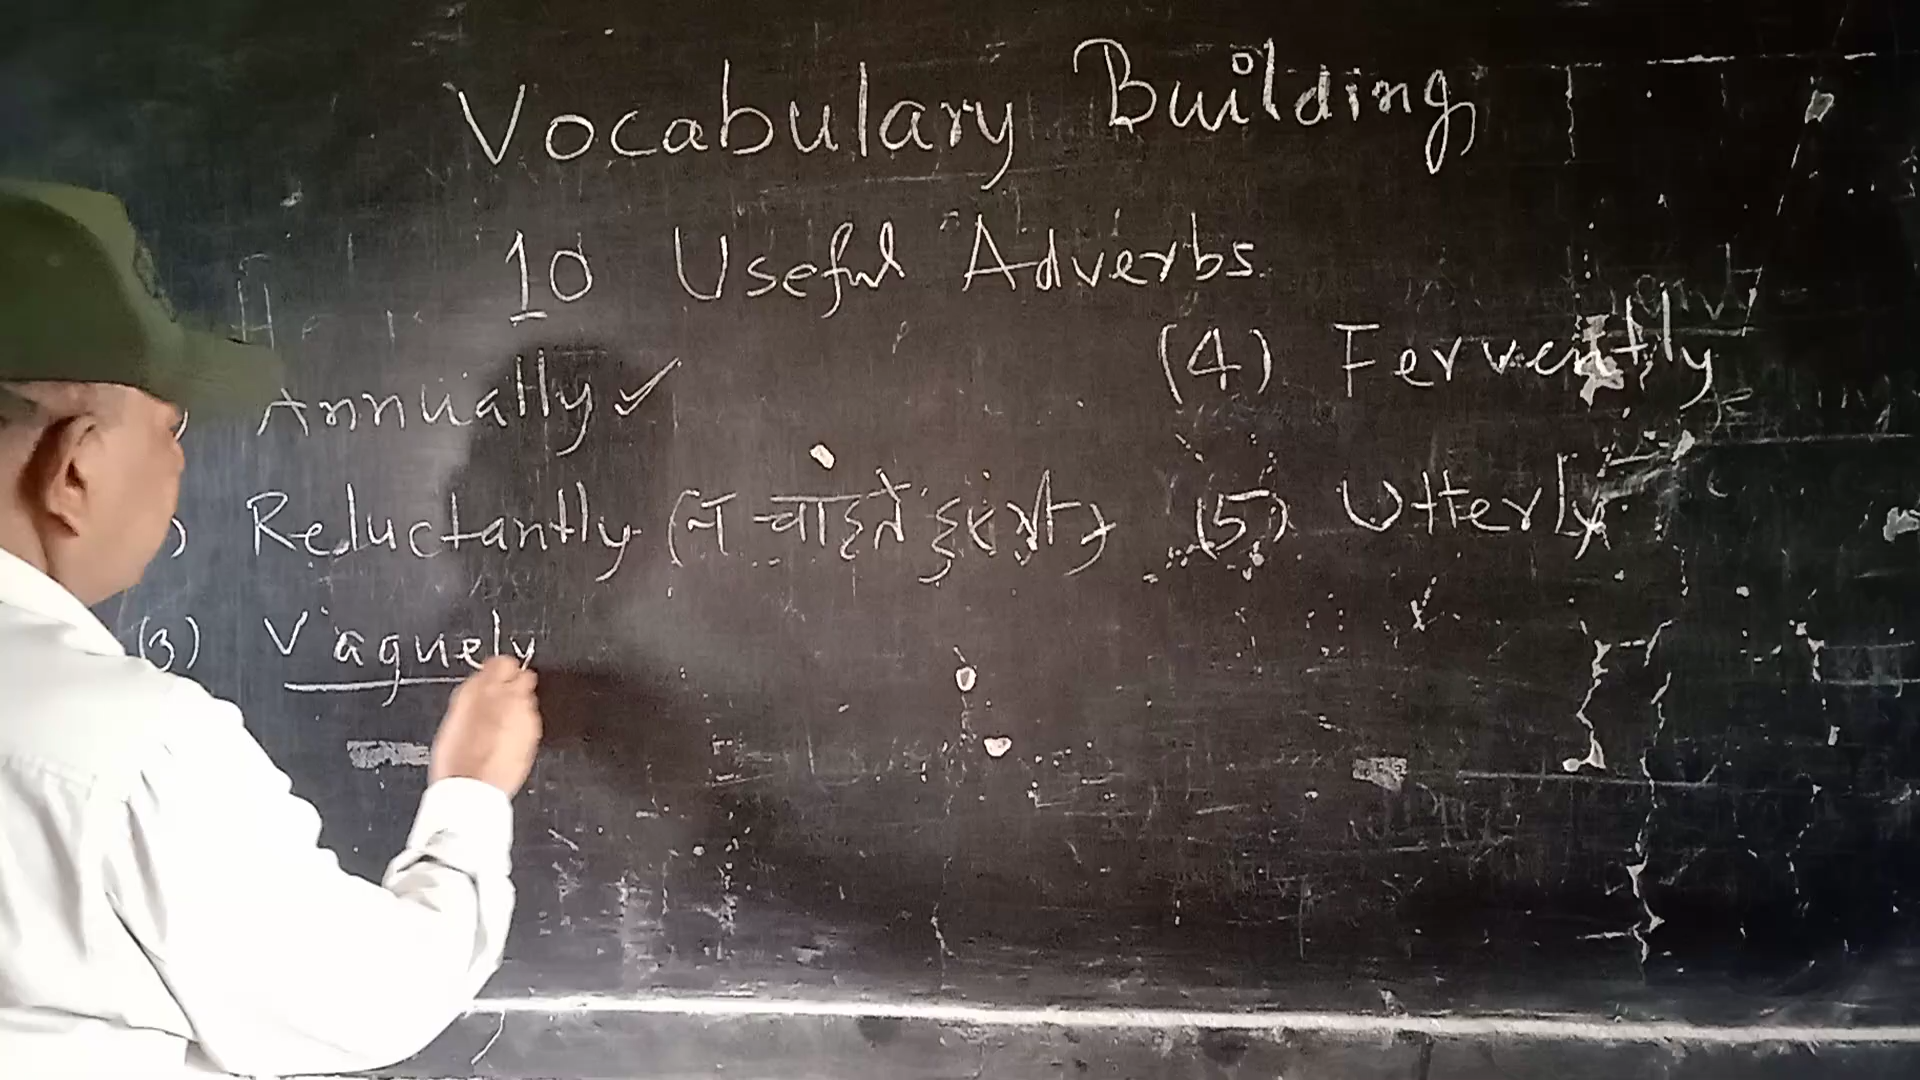 Vocabulary Building
10 Useful Adverbs
) Annually ✓
) Reluctantly (न चाहते हुए भी)
(3) Vaguely
(4) Fervently
(5) Utterly